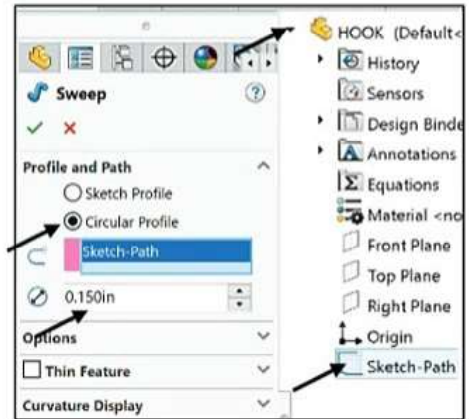 Sweep
Profile and Path
Sketch Profile
Circular Profile
Sketch-Path
0.150in
Options
Thin Feature
Curvature Display
HOOK (Default<
History
Sensors
Design Binde
Annotations
Equations
Material <no
Front Plane
Top Plane
Right Plane
Origin
Sketch-Path